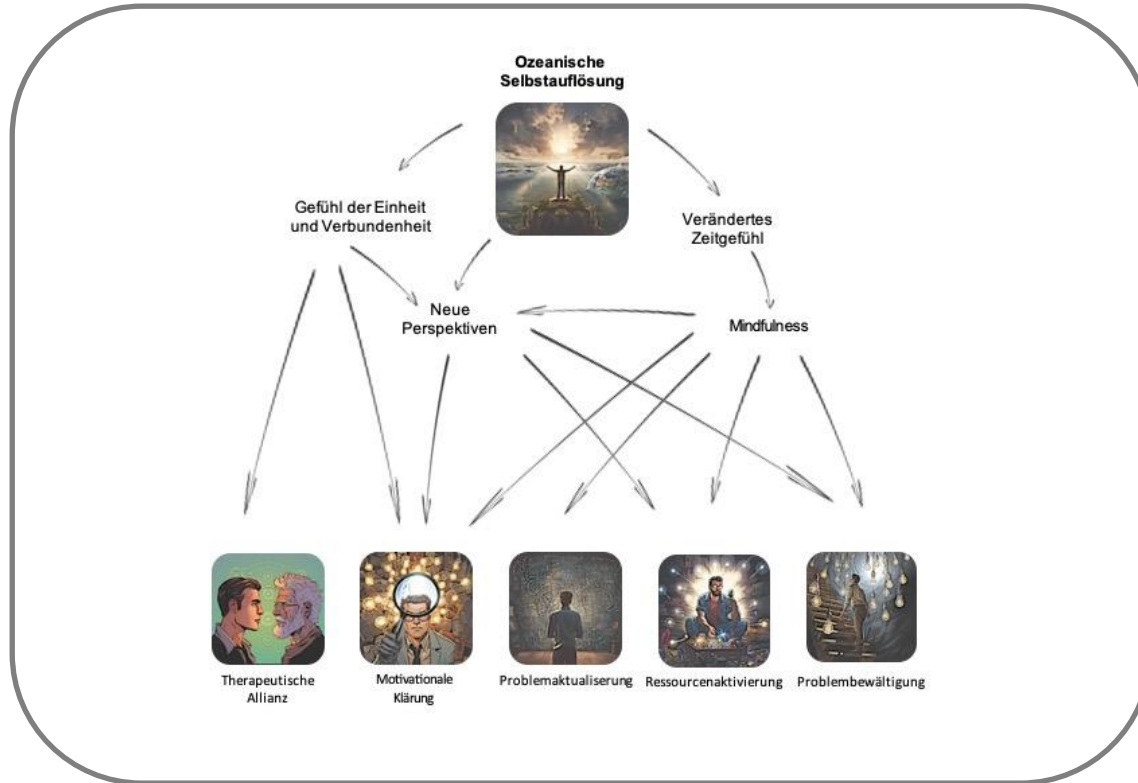 Ozeanische
Selbstauflösung
Gefühl der Einheit
und Verbundenheit
Verändertes
Zeitgefühl
Neue
Perspektiven
Mindfulness
Therapeutische
Allianz
Motivationale
Klärung
Problemaktualiserung
Ressourcenaktivierung
Problembewältigung